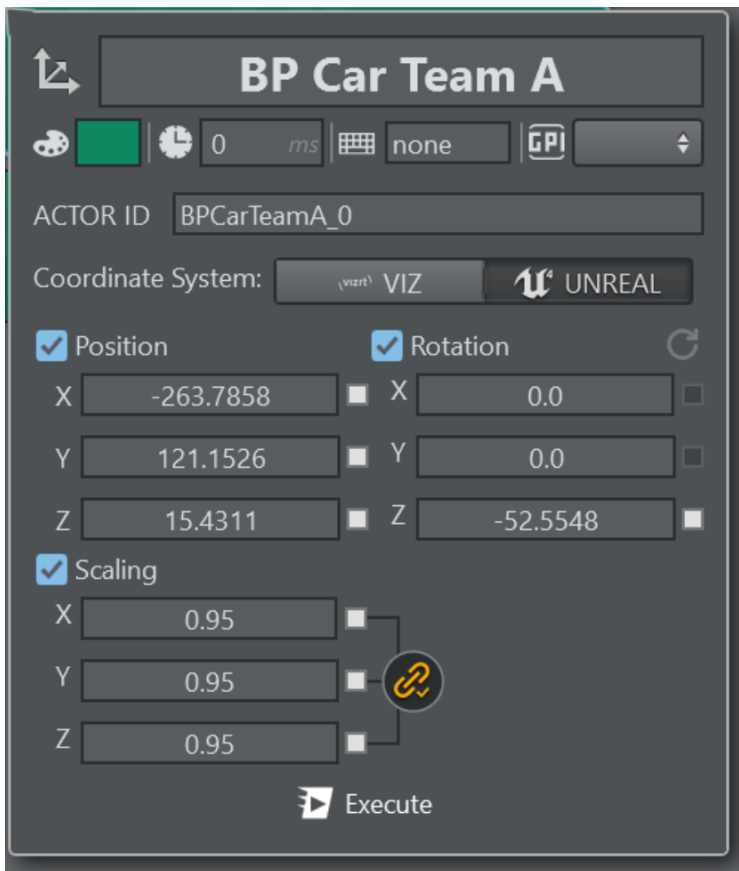 BP Car Team A
0 ms none GPI
ACTOR ID BPCarTeamA_0
Coordinate System: vizrt VIZ UNREAL
Position Rotation
X -263.7858 X 0.0
Y 121.1526 Y 0.0
Z 15.4311 Z -52.5548
Scaling
X 0.95
Y 0.95
Z 0.95
Execute